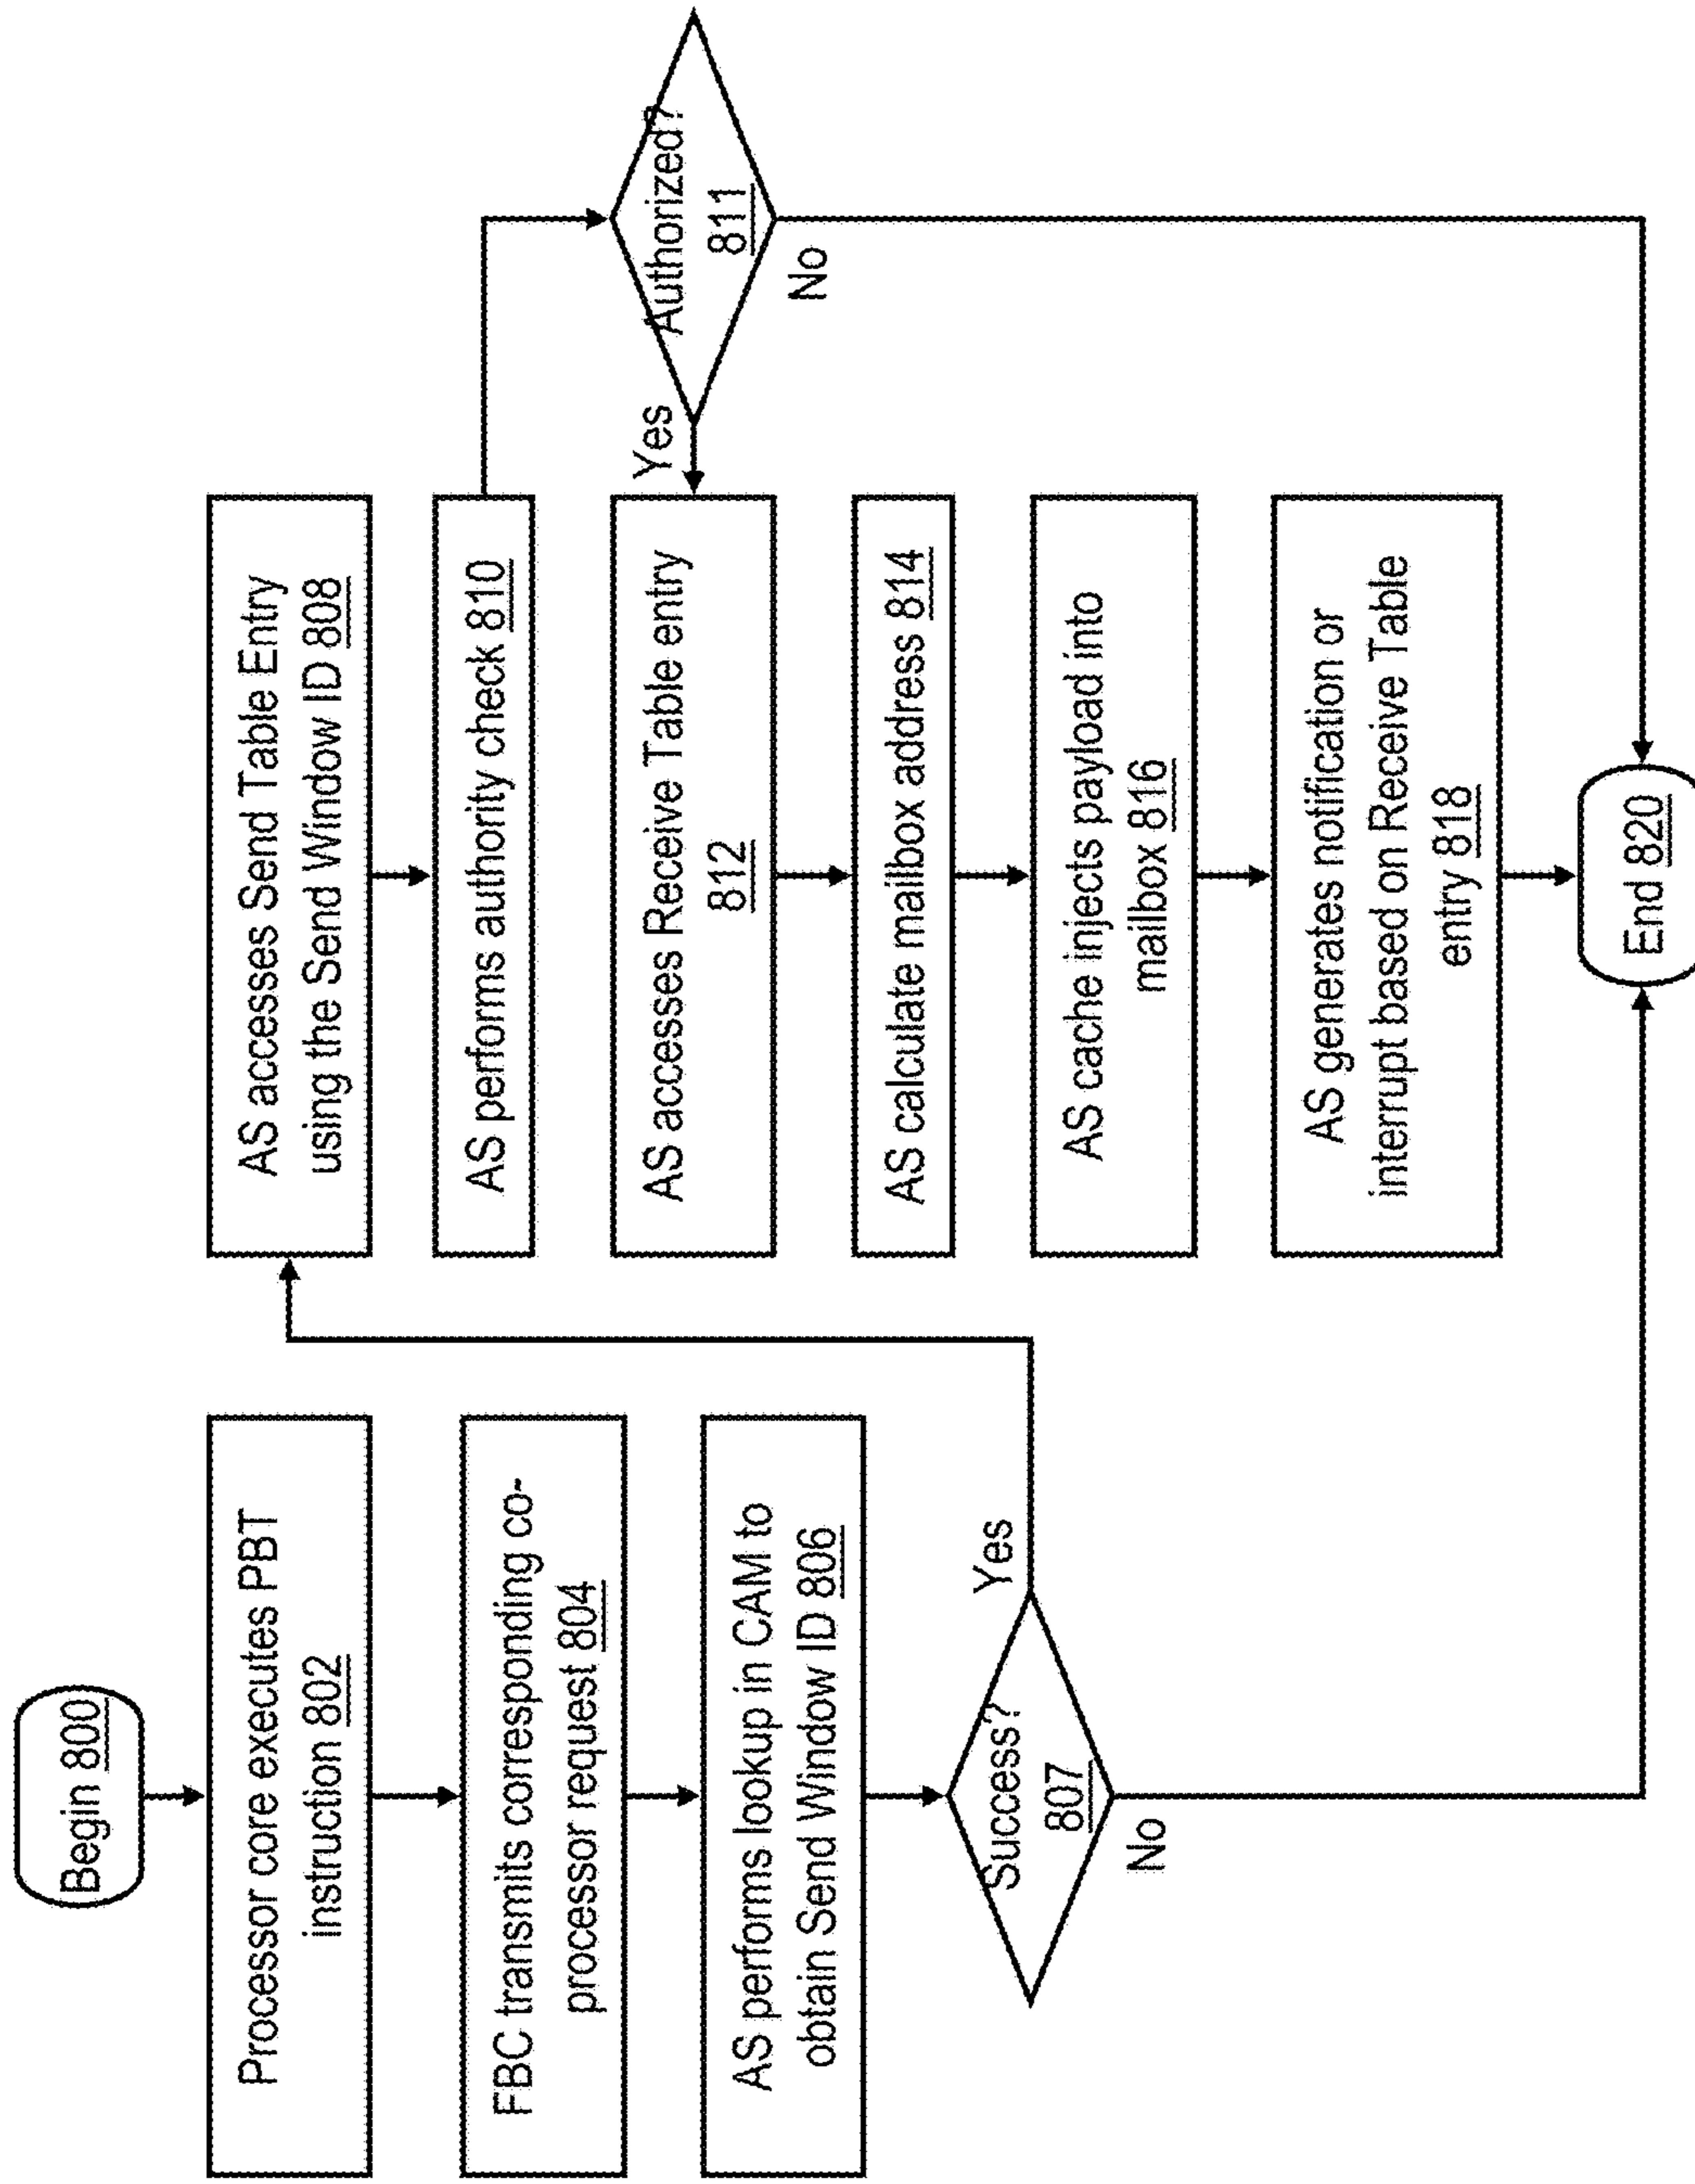 Begin 800
Processor core executes PBT
instruction 802
FBC transmits corresponding co-
processor request 804
AS performs lookup in CAM to
obtain Send Window ID 806
Success?
807
Yes
No
AS accesses Send Table Entry
using the Send Window ID 808
AS performs authority check 810
Authorized?
811
Yes
No
AS accesses Receive Table entry
812
AS calculate mailbox address 814
AS cache injects payload into
mailbox 816
AS generates notification or
interrupt based on Receive Table
entry 818
End 820